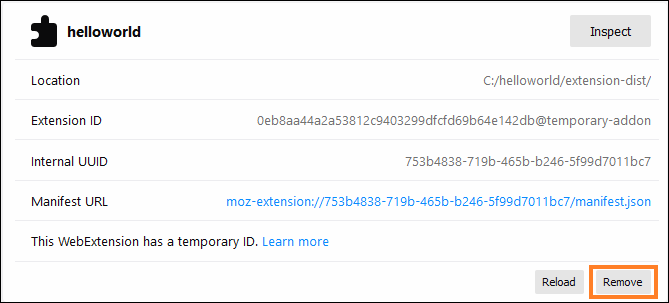 helloworld
Inspect
Location
C:/helloworld/extension-dist/
Extension ID
0eb8aa44a2a53812c9403299dfcfd69b64e142db@temporary-addon
Internal UUID
753b4838-719b-465b-b246-5f99d7011bc7
Manifest URL
moz-extension://753b4838-719b-465b-b246-5f99d7011bc7/manifest.json
This WebExtension has a temporary ID. Learn more
Reload
Remove